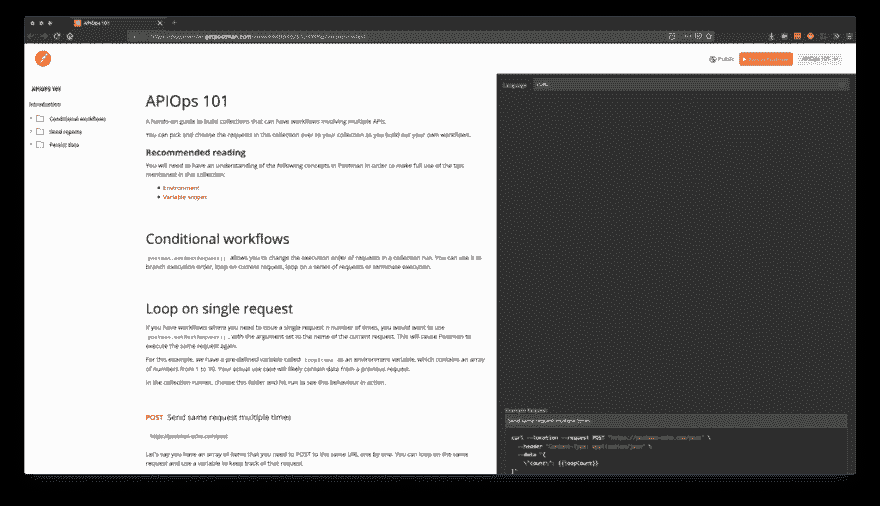 APIOps 101
Public
APIOps 101
Introduction
Conditional workflows
Send reports
Persist data
APIOps 101
A hands-on guide to build collections that can have workflows involving multiple APIs.
You can pick and choose the requests in this collection over to your collection as you build out your own workflows.
Recommended reading
You will need to have an understanding of the following concepts in Postman in order to make full use of the tips
mentioned in this collection:
Environment
Variable
Conditional workflows
postman.setNextRequest() allows you to change the execution order of requests in a collection run. You can use it to
branch execution order, loop on current request, loop on a series of requests or terminate execution.
Loop on single request
If you have workflows where you need to issue a single request n number of times, you would want to use
postman.setNextRequest() with the argument set to the name of the current request. This will cause Postman to
execute the same request again.
For this example, we have a pre-defined variable called as an environment variable, which contains an array
of numbers from 1 to 10. Your actual use case will likely contain data from a previous request.
In the collection runner, choose this folder and hit run to see this behaviour in action.
POST Send same request multiple times
https://postman-echo.com/post
Let's say you have an array of items that you need to POST to the same URL one by one. You can loop on the same
request and use a variable to keep track of that request.
Language
cURL
Example Request
Send same request multiple times
curl --location --request POST "https://postman-echo.com/post" \
--header "Content-Type: application/json" \
--data "{
\"count\": {{loopCount}}
}"